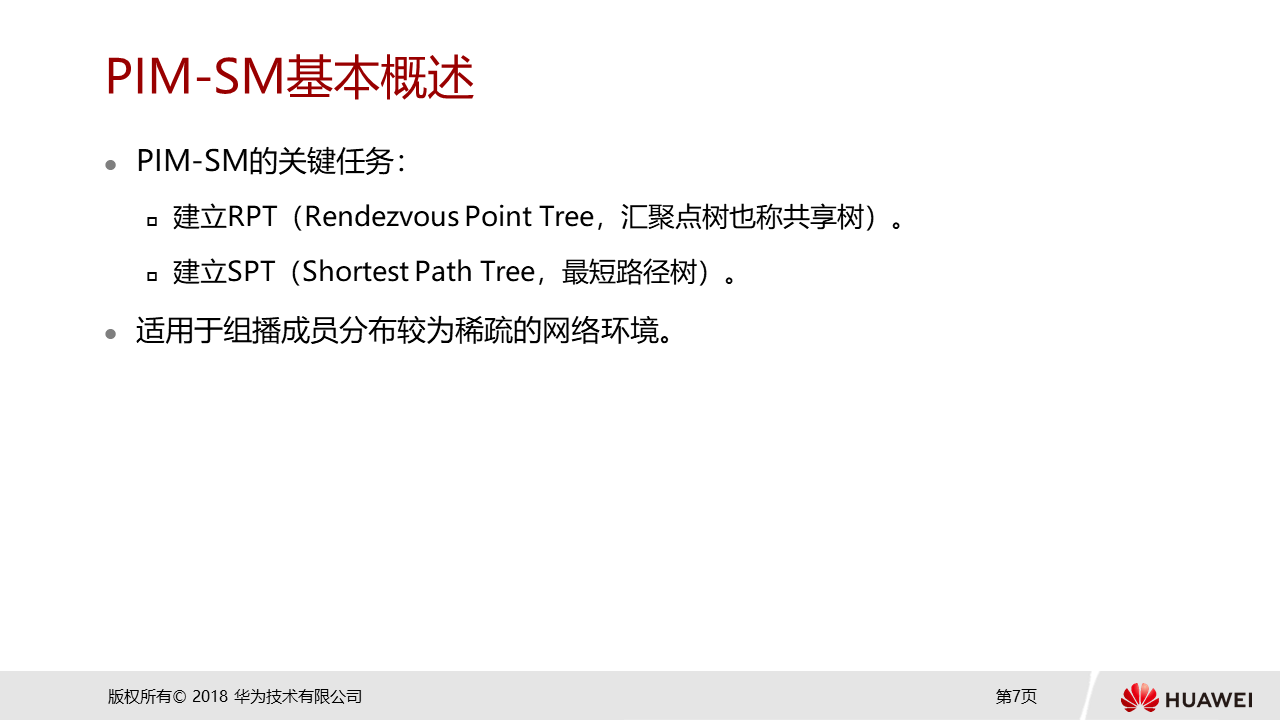 PIM-SM基本概述
PIM-SM的关键任务：
建立RPT（Rendezvous Point Tree，汇聚点树也称共享树）。
建立SPT（Shortest Path Tree，最短路径树）。
适用于组播成员分布较为稀疏的网络环境。
版权所有© 2018 华为技术有限公司
第7页
HUAWEI